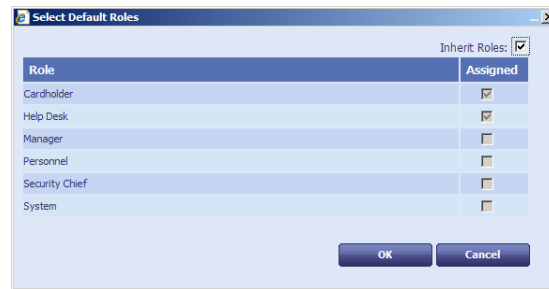 Select Default Roles
Inherit Roles:
Role Assigned
Cardholder
Help Desk
Manager
Personnel
Security Chief
System
OK Cancel